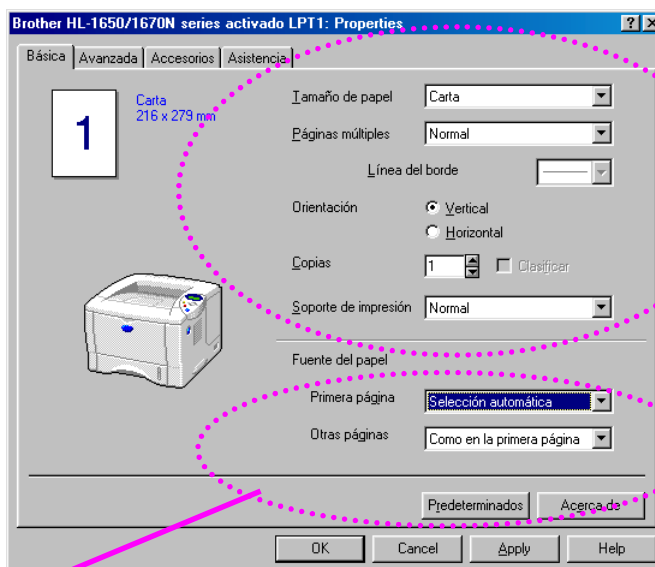 Brother HL-1650/1670N series activado LPT1: Properties
Básica Avanzada Accesorios Asistencia
1
Carta
216 x 279 mm
Tamaño de papel Carta
Páginas múltiples Normal
Línea del borde
Orientación Vertical
Horizontal
Copias 1 Clasificar
Soporte de impresión Normal
Fuente del papel
Primera página Selección automática
Otras páginas Como en la primera página
Predeterminados Acerca de
OK Cancel Apply Help